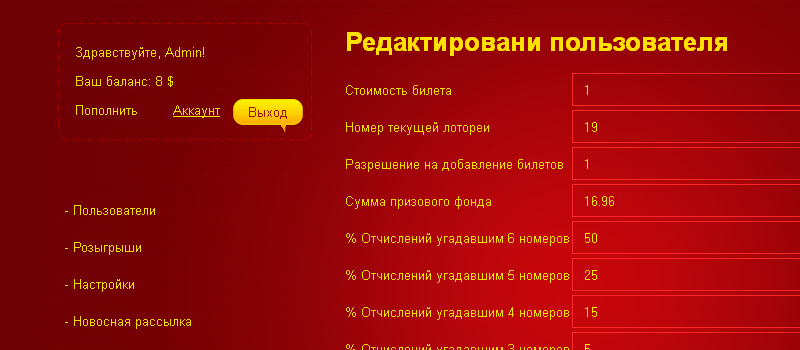 Здравствуйте, Admin!
Ваш баланс: 8 $
Пополнить Аккаунт Выход
- Пользователи
- Розыгрыши
- Настройки
- Новосная рассылка
Редактировани пользователя
Стоимость билета 1
Номер текущей лотореи 19
Разрешение на добавление билетов 1
Сумма призового фонда 16.96
% Отчислений угадавшим 6 номеров 50
% Отчислений угадавшим 5 номеров 25
% Отчислений угадавшим 4 номеров 15
% Отчислений угадавшим 3 номеров 5